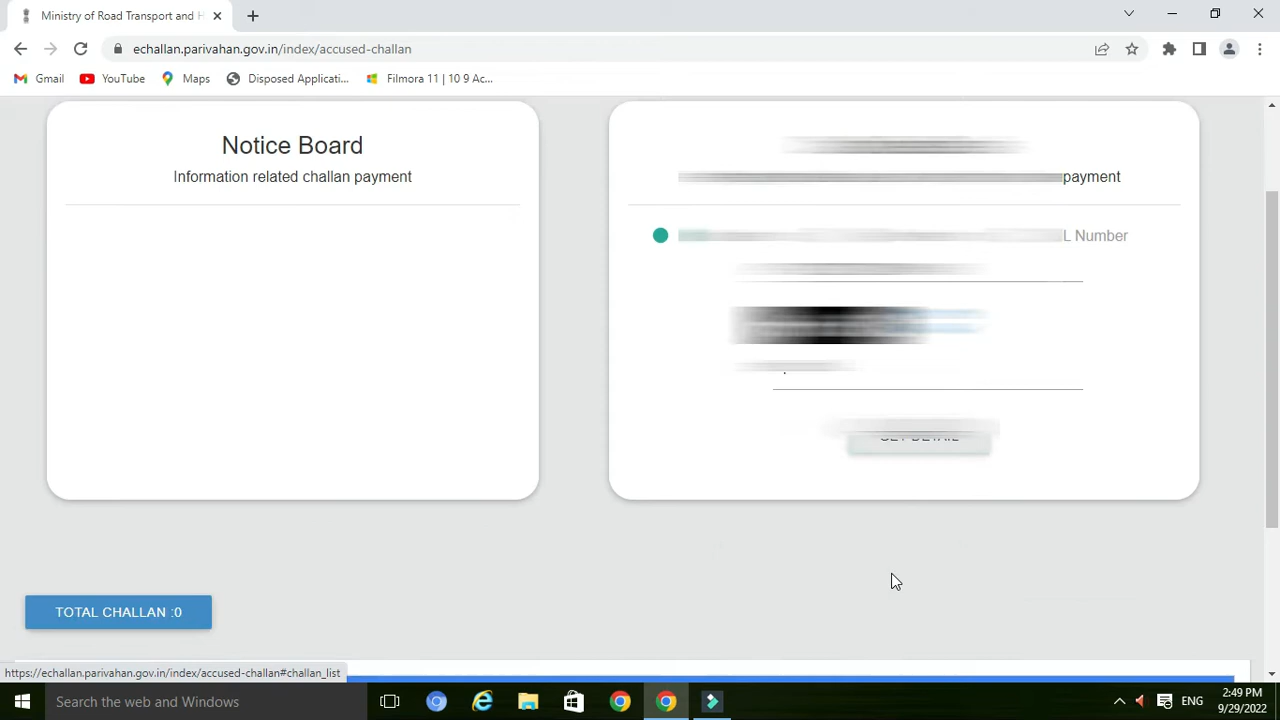 Ministry of Road Transport and H
echallan.parivahan.gov.in/index/accused-challan
Gmail
YouTube
Maps
Disposed Applicati...
Filmora 11 | 10 9 Ac...
Notice Board
Information related challan payment
payment
L Number
GET DETAIL
TOTAL CHALLAN :0
https://echallan.parivahan.gov.in/index/accused-challan#challan_list
Search the web and Windows
ENG
2:49 PM
9/29/2022